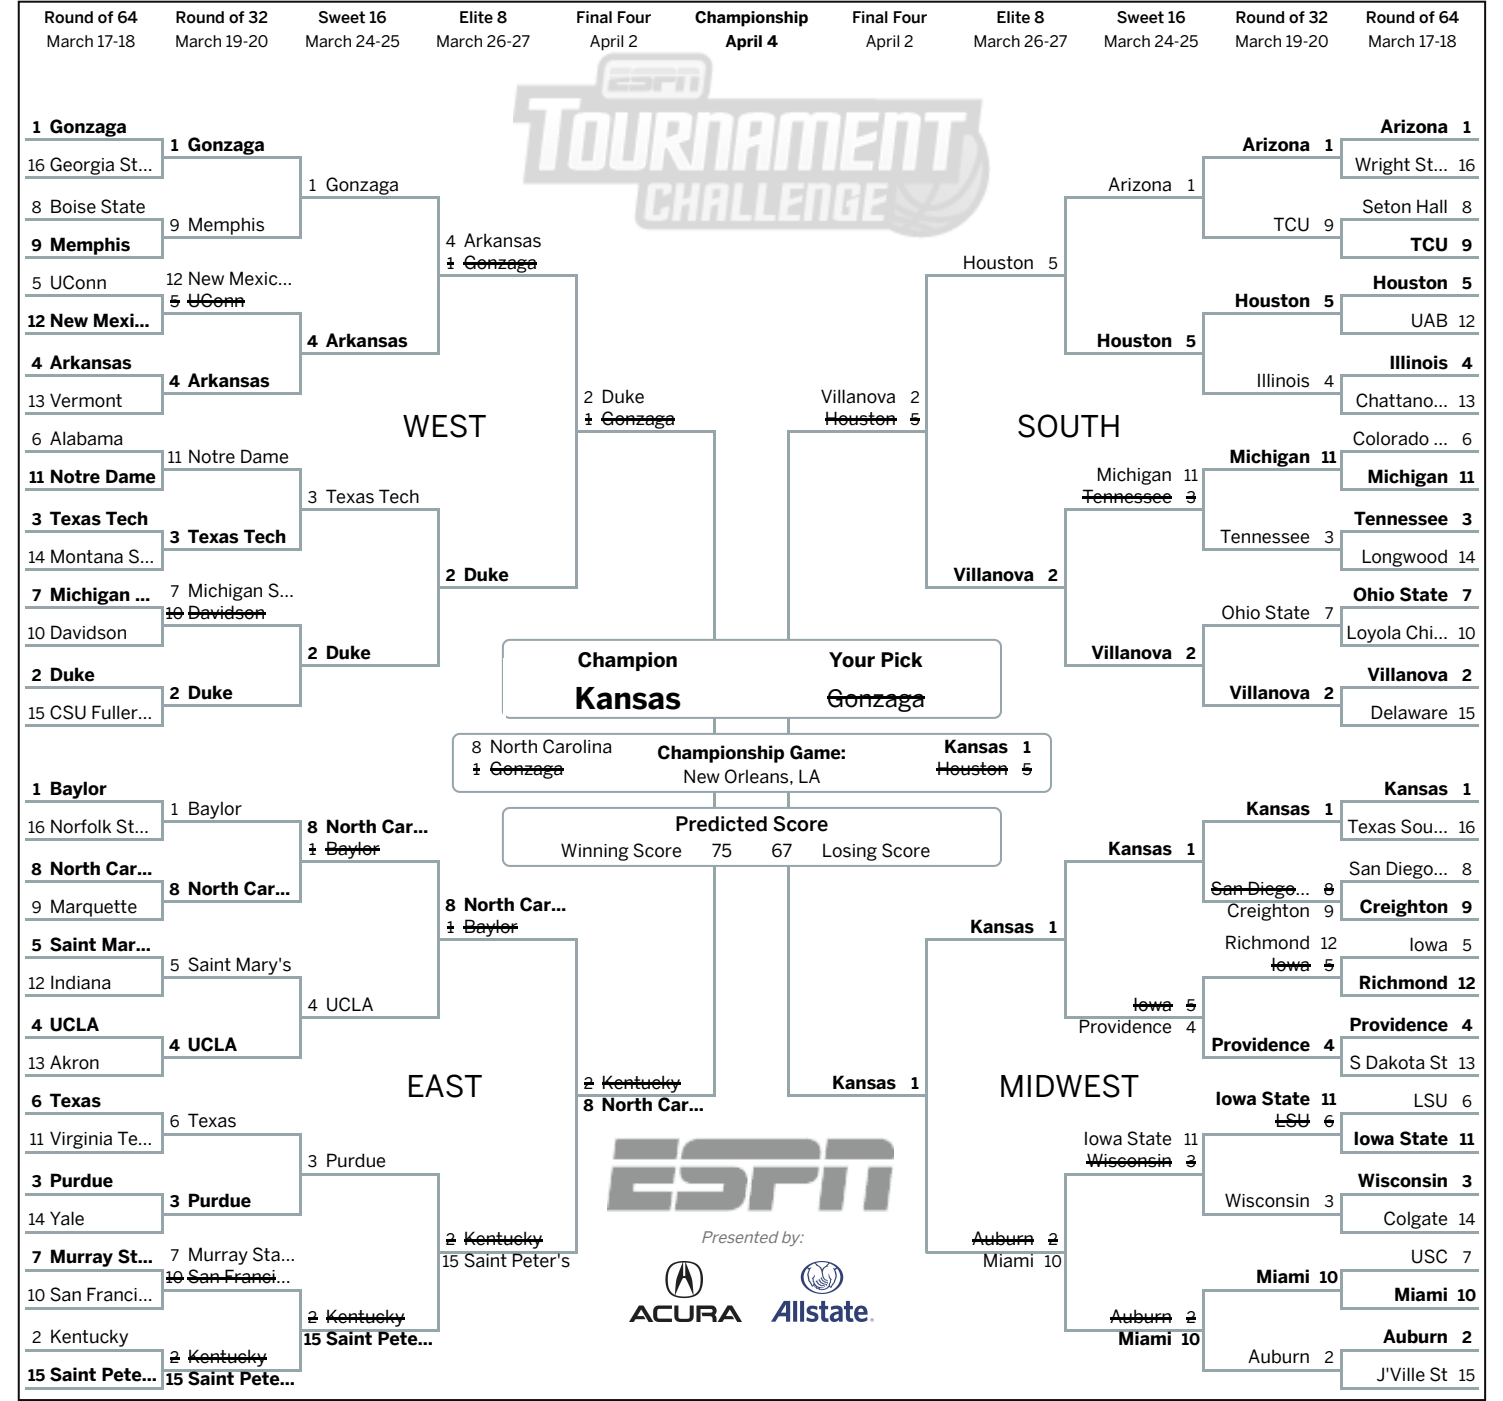 Round of 64 Round of 32 Sweet 16 Elite 8 Final Four Championship Final Four Elite 8 Sweet 16 Round of 32 Round of 64
March 17-18 March 19-20 March 24-25 March 26-27 April 2 April 4 April 2 March 26-27 March 24-25 March 19-20 March 17-18
ESPN
TOURNAMENT
CHALLENGE
WEST
1 Gonzaga
16 Georgia St...
8 Boise State
9 Memphis
5 UConn
12 New Mexi...
4 Arkansas
13 Vermont
6 Alabama
11 Notre Dame
3 Texas Tech
14 Montana S...
7 Michigan ...
10 Davidson
2 Duke
15 CSU Fuller...
1 Gonzaga
9 Memphis
12 New Mexic...
5 UConn
4 Arkansas
11 Notre Dame
3 Texas Tech
7 Michigan S...
10 Davidson
2 Duke
1 Gonzaga
4 Arkansas
3 Texas Tech
2 Duke
4 Arkansas
1 Gonzaga
2 Duke
2 Duke
1 Gonzaga
SOUTH
Villanova 2
Houston 5
Houston 5
Villanova 2
Arizona 1
Houston 5
Michigan 11
Tennessee 3
Villanova 2
Arizona 1
TCU 9
Houston 5
Illinois 4
Michigan 11
Tennessee 3
Ohio State 7
Villanova 2
Arizona 1
Wright St... 16
Seton Hall 8
TCU 9
Houston 5
UAB 12
Illinois 4
Chattano... 13
Colorado ... 6
Michigan 11
Tennessee 3
Longwood 14
Ohio State 7
Loyola Chi... 10
Villanova 2
Delaware 15
Champion Your Pick
Kansas Gonzaga
8 North Carolina
1 Gonzaga
Championship Game:
New Orleans, LA
Kansas 1
Houston 5
Predicted Score
Winning Score 75 67 Losing Score
EAST
1 Baylor
16 Norfolk St...
8 North Car...
9 Marquette
5 Saint Mar...
12 Indiana
4 UCLA
13 Akron
6 Texas
11 Virginia Te...
3 Purdue
14 Yale
7 Murray St...
10 San Franci...
2 Kentucky
15 Saint Pete...
1 Baylor
8 North Car...
5 Saint Mary's
4 UCLA
6 Texas
3 Purdue
7 Murray Sta...
10 San Franci...
2 Kentucky
15 Saint Pete...
8 North Car...
1 Baylor
4 UCLA
3 Purdue
2 Kentucky
15 Saint Pete...
8 North Car...
1 Baylor
2 Kentucky
15 Saint Peter's
2 Kentucky
8 North Car...
MIDWEST
Kansas 1
Kansas 1
Auburn 2
Miami 10
Kansas 1
Iowa 5
Providence 4
Iowa State 11
Wisconsin 3
Auburn 2
Miami 10
Kansas 1
San Diego... 8
Creighton 9
Richmond 12
Iowa 5
Providence 4
Iowa State 11
LSU 6
Wisconsin 3
Miami 10
Auburn 2
Kansas 1
Texas Sou... 16
San Diego... 8
Creighton 9
Iowa 5
Richmond 12
Providence 4
S Dakota St 13
LSU 6
Iowa State 11
Wisconsin 3
Colgate 14
USC 7
Miami 10
Auburn 2
J'Ville St 15
ESPN
Presented by:
ACURA
Allstate